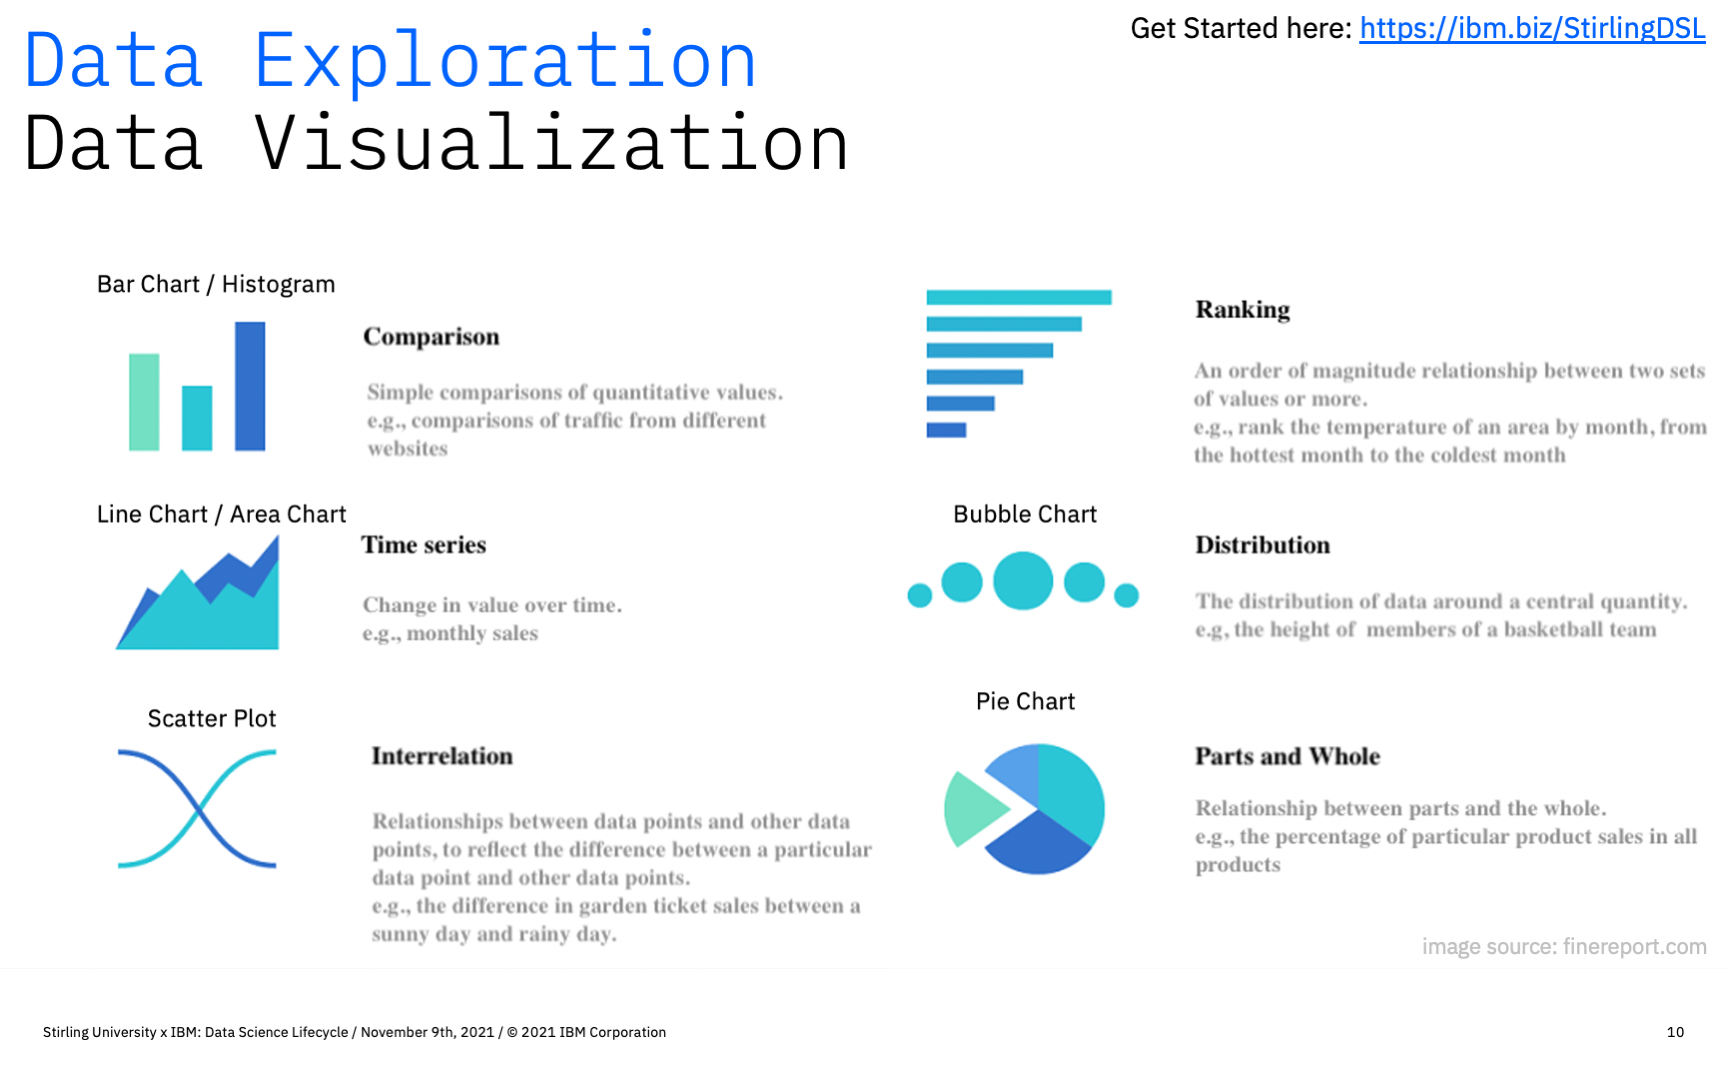 Get Started here: https://ibm.biz/StirlingDSL
Data Exploration
Data Visualization
Bar Chart / Histogram
Comparison
Simple comparisons of quantitative values.
e.g., comparisons of traffic from different
websites
Ranking
An order of magnitude relationship between two sets
of values or more.
e.g., rank the temperature of an area by month, from
the hottest month to the coldest month
Line Chart / Area Chart
Time series
Change in value over time.
e.g., monthly sales
Bubble Chart
Distribution
The distribution of data around a central quantity.
e.g, the height of members of a basketball team
Scatter Plot
Interrelation
Relationships between data points and other data
points, to reflect the difference between a particular
data point and other data points.
e.g., the difference in garden ticket sales between a
sunny day and rainy day.
Pie Chart
Parts and Whole
Relationship between parts and the whole.
e.g., the percentage of particular product sales in all
products
image source: finereport.com
Stirling University x IBM: Data Science Lifecycle / November 9th, 2021 / © 2021 IBM Corporation
10